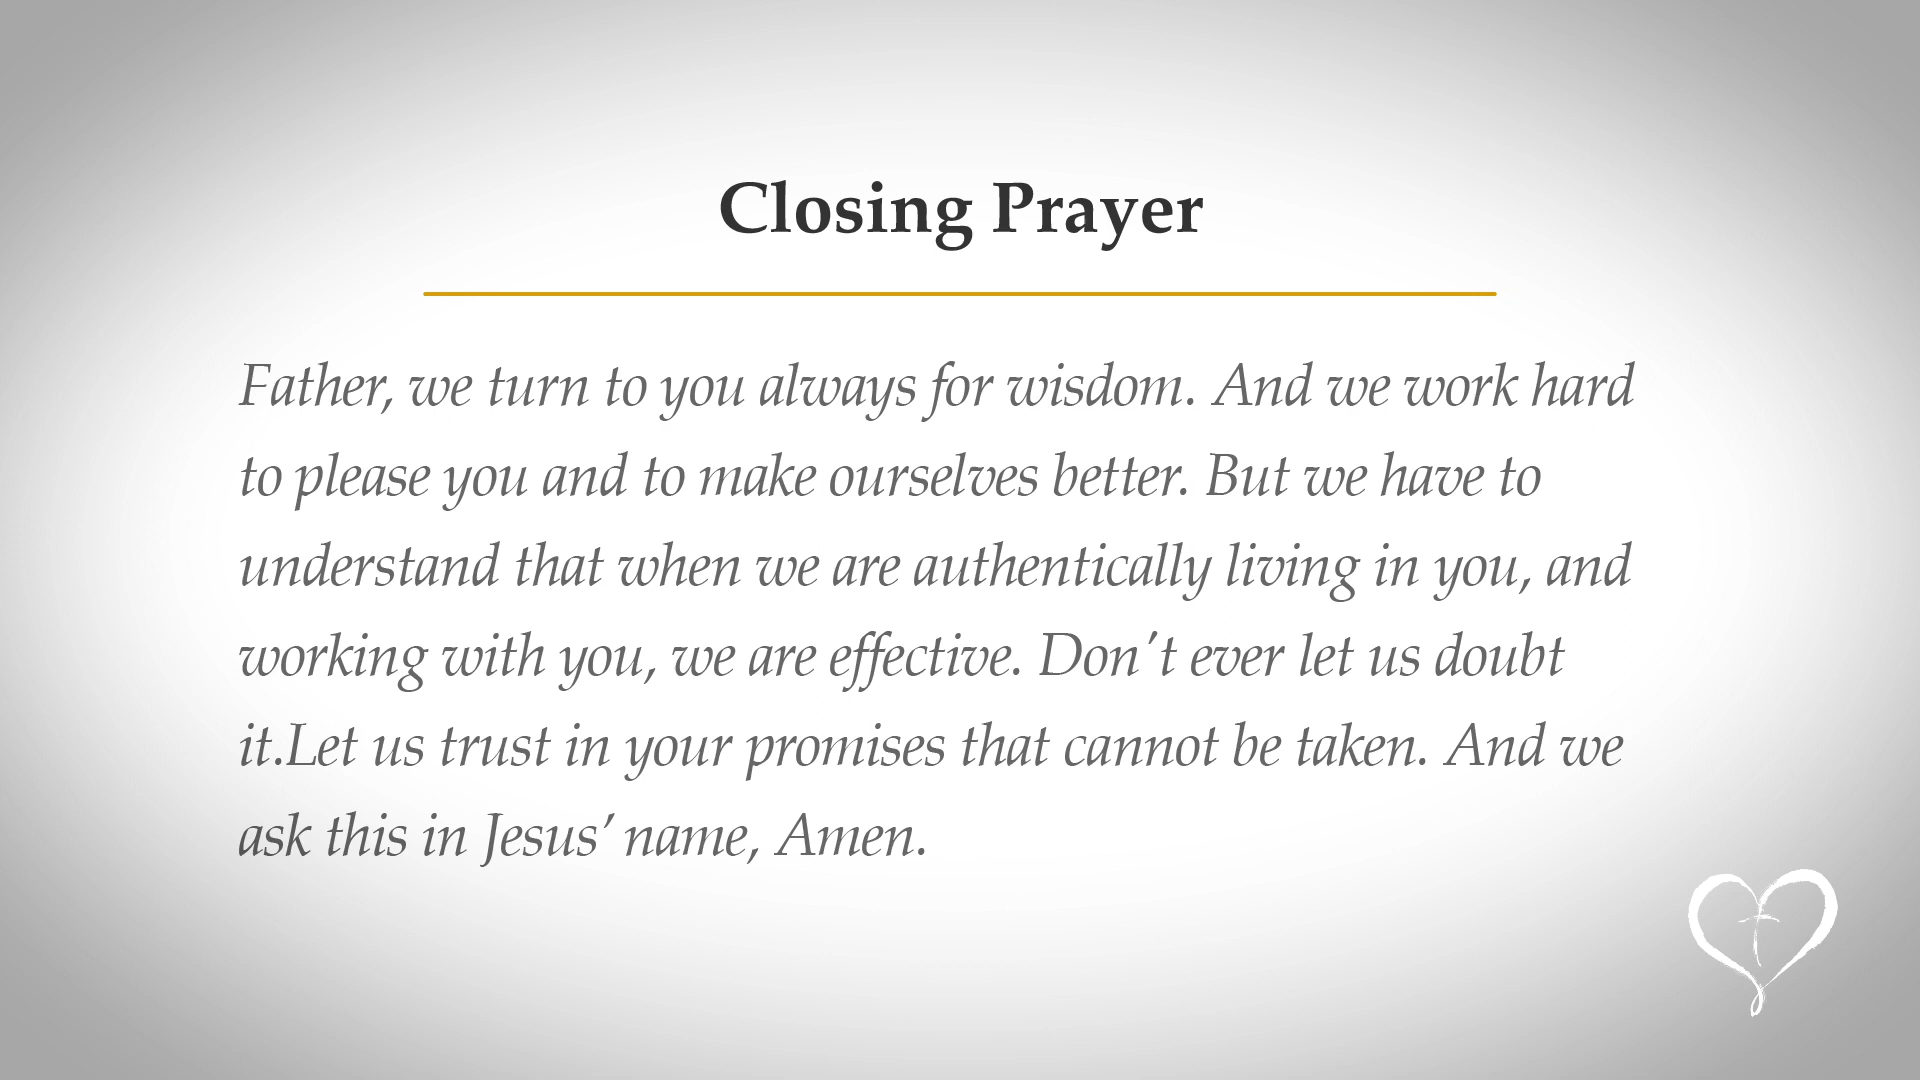 Closing Prayer
Father, we turn to you always for wisdom. And we work hard
to please you and to make ourselves better. But we have to
understand that when we are authentically living in you, and
working with you, we are effective. Don't ever let us doubt
it.Let us trust in your promises that cannot be taken. And we
ask this in Jesus’ name, Amen.